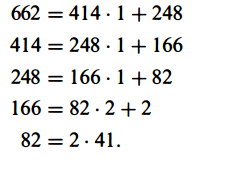 662 = 414 · 1 + 248
414 = 248 · 1 + 166
248 = 166 · 1 + 82
166 = 82 · 2 + 2
82 = 2 · 41.